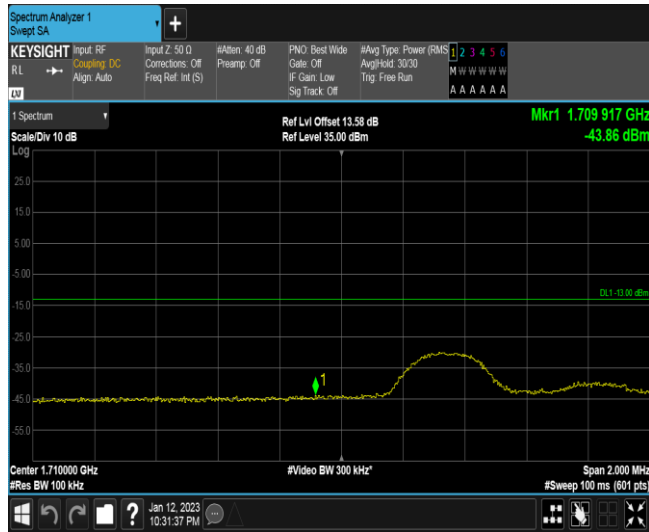 Spectrum Analyzer 1
Swept SA
+
KEYSIGHT Input: RF Input Z: 50 Ω #Atten: 40 dB PNO: Best Wide #Avg Type: Power (RMS 1 2 3 4 5 6
RL Coupling: DC Corrections: Off Preamp: Off Gate: Off Avg|Hold: 30/30 M W W W W W
Align: Auto Freq Ref: Int (S) IF Gain: Low Trig: Free Run
LXI Sig Track: Off A A A A A A
1 Spectrum Ref Lvl Offset 13.58 dB Mkr1 1.709 917 GHz
Scale/Div 10 dB Ref Level 35.00 dBm -43.86 dBm
Log
25.0
15.0
5.00
-5.00
DL1 -13.00 dBm
-15.0
-25.0
-35.0
1
-45.0
-55.0
Center 1.710000 GHz #Video BW 300 kHz* Span 2.000 MHz
#Res BW 100 kHz #Sweep 100 ms (601 pts)
? Jan 12, 2023
10:31:37 PM